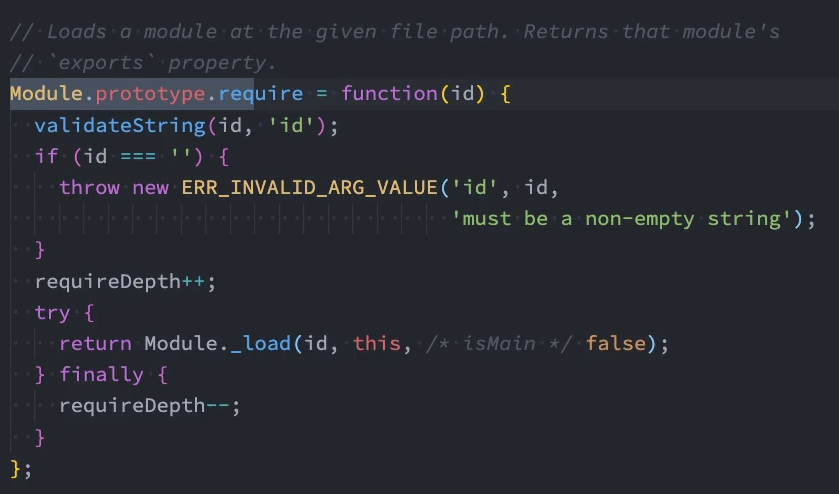 // Loads a module at the given file path. Returns that module's
// `exports` property.
Module.prototype.require = function(id) {
  validateString(id, 'id');
  if (id === '') {
    throw new ERR_INVALID_ARG_VALUE('id', id,
                                    'must be a non-empty string');
  }
  requireDepth++;
  try {
    return Module._load(id, this, /* isMain */ false);
  } finally {
    requireDepth--;
  }
};